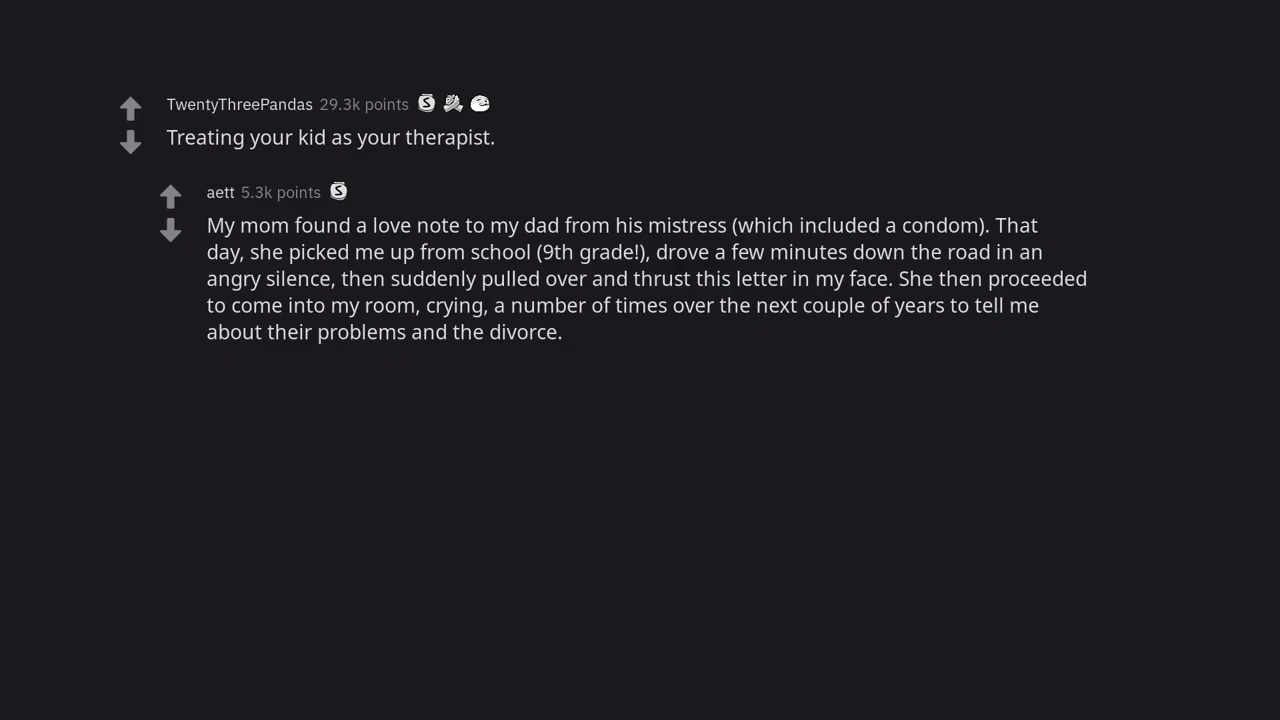 TwentyThreePandas 29.3k points
Treating your kid as your therapist.
aett 5.3k points
My mom found a love note to my dad from his mistress (which included a condom). That
day, she picked me up from school (9th grade!), drove a few minutes down the road in an
angry silence, then suddenly pulled over and thrust this letter in my face. She then proceeded
to come into my room, crying, a number of times over the next couple of years to tell me
about their problems and the divorce.